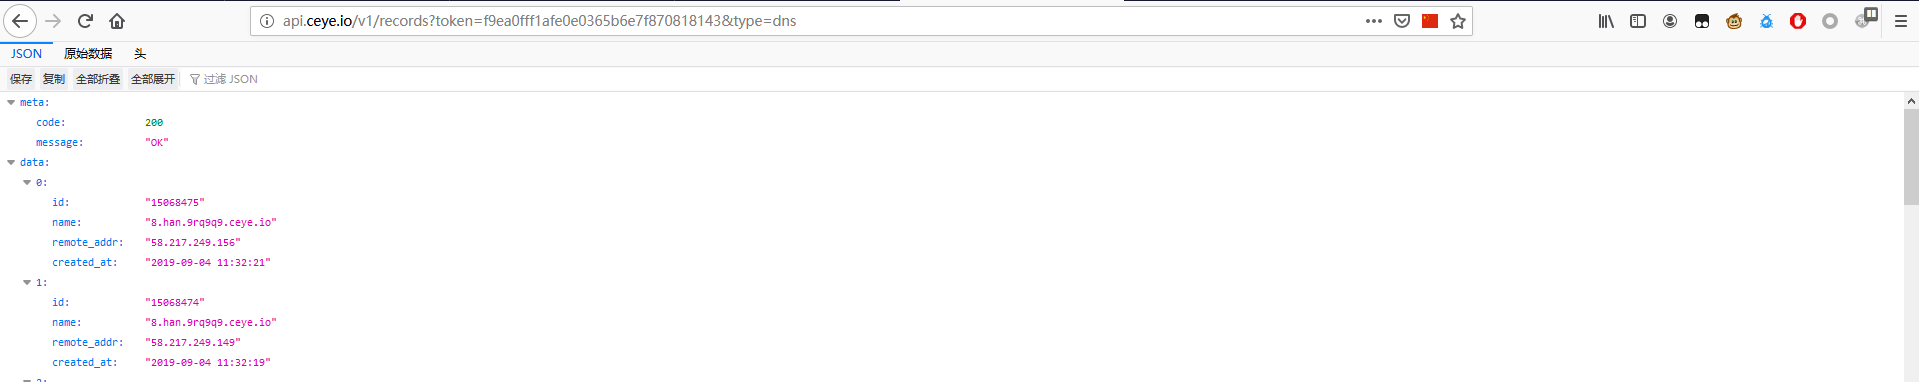 api.ceye.io/v1/records?token=f9ea0fff1afe0e0365b6e7f870818143&type=dns
JSON 原始数据 头
保存 复制 全部折叠 全部展开 过滤 JSON
meta:
code: 200
message: "OK"
data:
0:
id: "15068475"
name: "8.han.9rq9q9.ceye.io"
remote_addr: "58.217.249.156"
created_at: "2019-09-04 11:32:21"
1:
id: "15068474"
name: "8.han.9rq9q9.ceye.io"
remote_addr: "58.217.249.149"
created_at: "2019-09-04 11:32:19"